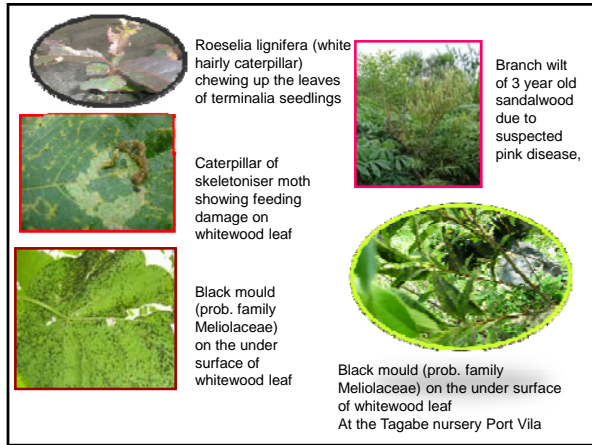 Roeselia lignifera (white
hairly caterpillar)
chewing up the leaves
of terminalia seedlings
Branch wilt
of 3 year old
sandalwood
due to
suspected
pink disease,
Caterpillar of
skeletoniser moth
showing feeding
damage on
whitewood leaf
Black mould
(prob. family
Meliolaceae)
on the under
surface of
whitewood leaf
Black mould (prob. family
Meliolaceae) on the under surface
of whitewood leaf
At the Tagabe nursery Port Vila